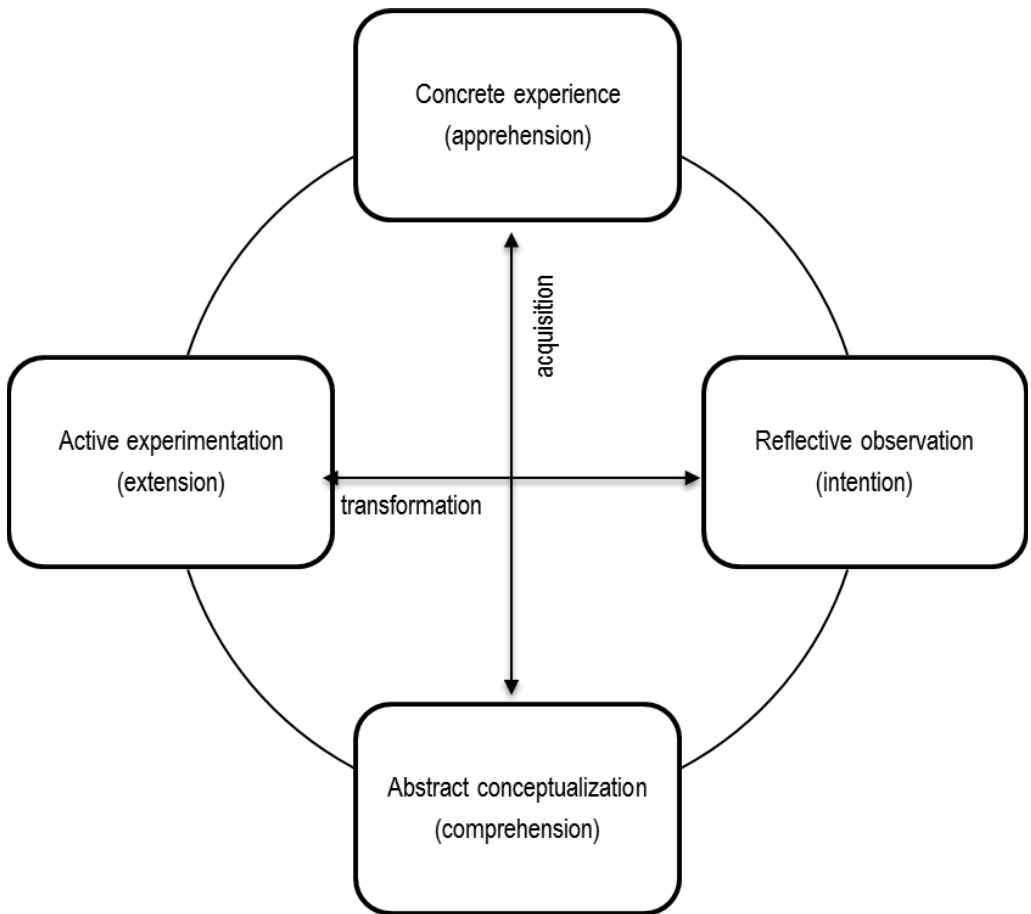 Concrete experience
(apprehension)
acquisition
Active experimentation
(extension)
Reflective observation
(intention)
transformation
Abstract conceptualization
(comprehension)